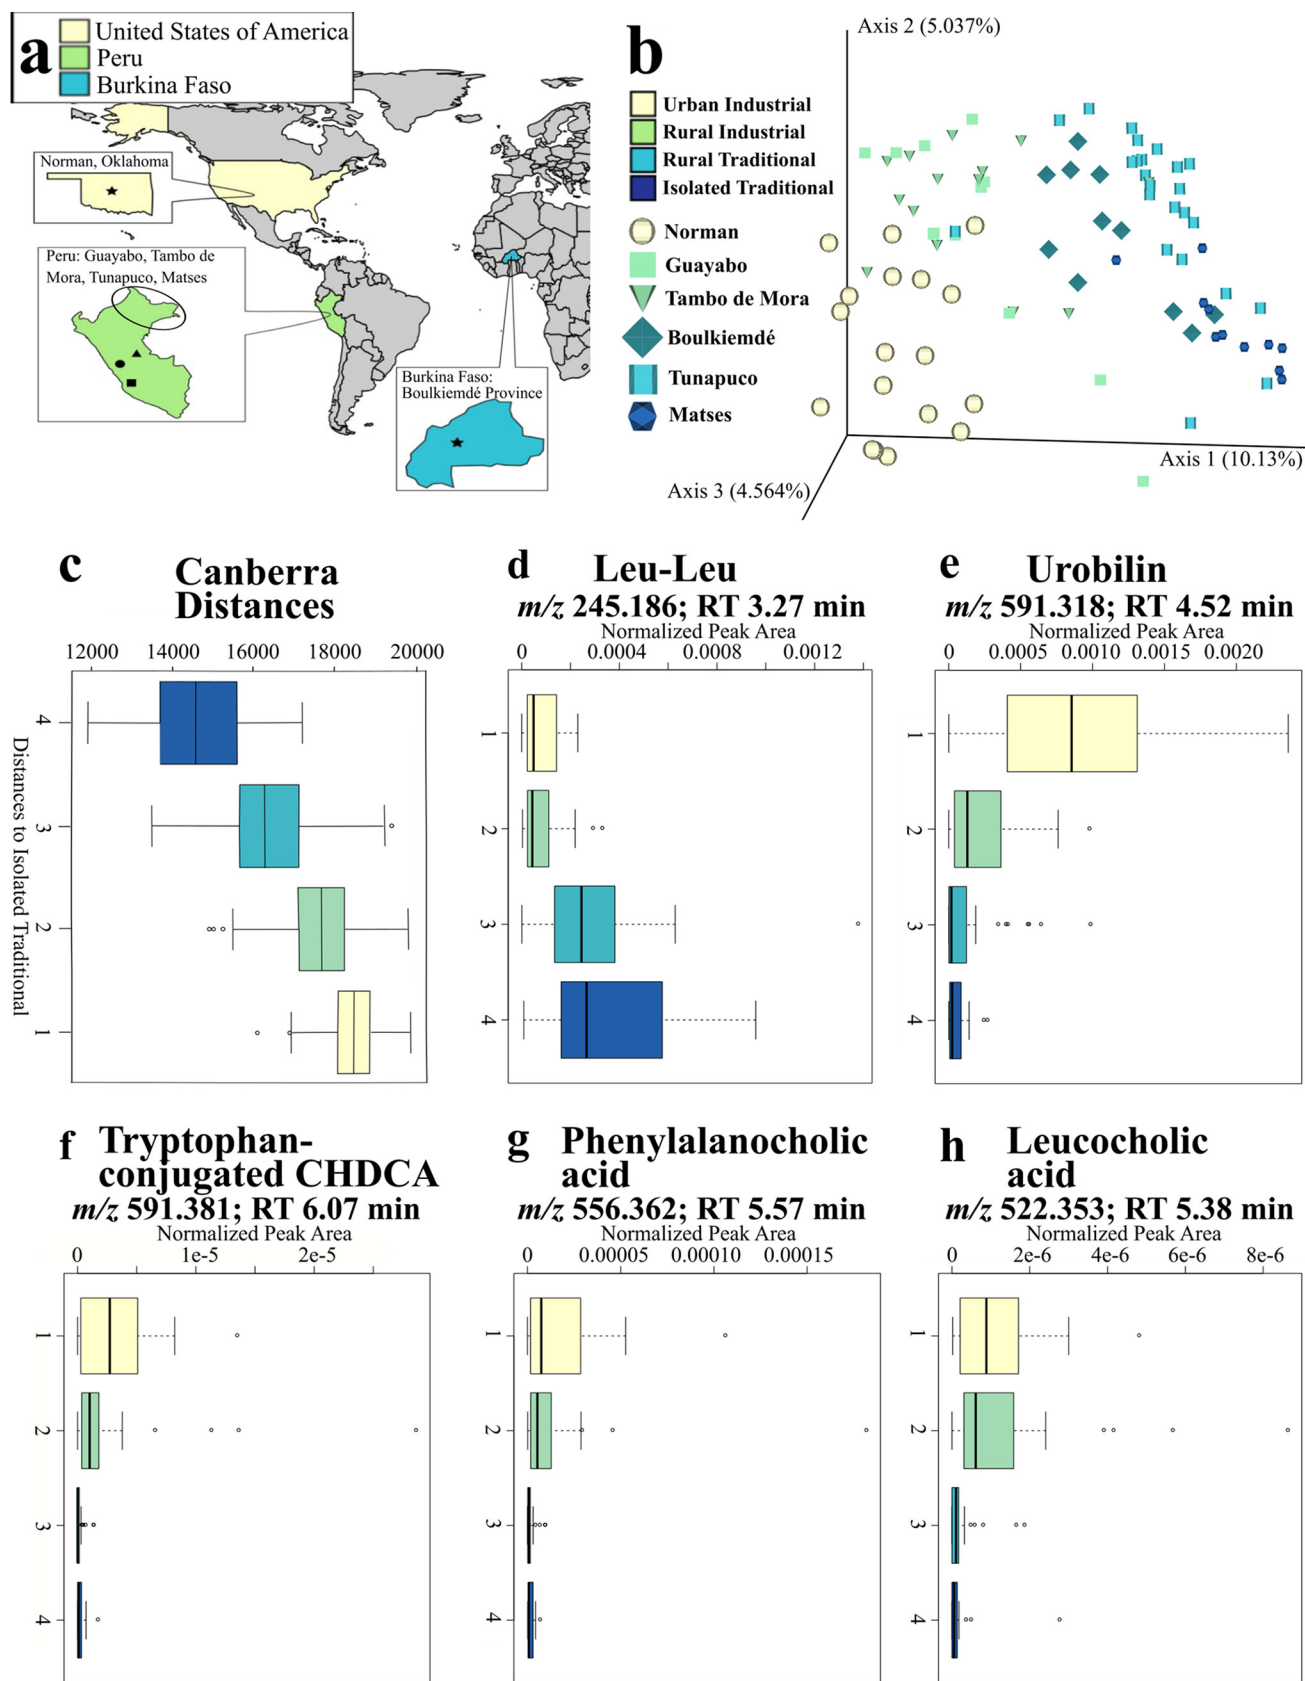 a
United States of America
Peru
Burkina Faso
Norman, Oklahoma
Peru: Guayabo, Tambo de
Mora, Tunapuco, Matses
Burkina Faso:
Boulkiemdé Province
b
Urban Industrial
Rural Industrial
Rural Traditional
Isolated Traditional
Norman
Guayabo
Tambo de Mora
Boulkiemdé
Tunapuco
Matses
Axis 2 (5.037%)
Axis 1 (10.13%)
Axis 3 (4.564%)
c Canberra
Distances
12000 14000 16000 18000 20000
Distances to Isolated Traditional
4
3
2
1
d Leu-Leu
m/z 245.186; RT 3.27 min
Normalized Peak Area
0 0.0004 0.0008 0.0012
1
2
3
4
e Urobilin
m/z 591.318; RT 4.52 min
Normalized Peak Area
0 0.0005 0.0010 0.0015 0.0020
1
2
3
4
f Tryptophan-
conjugated CHDCA
m/z 591.381; RT 6.07 min
Normalized Peak Area
0 1e-5 2e-5
1
2
3
4
g Phenylalanocholic
acid
m/z 556.362; RT 5.57 min
Normalized Peak Area
0 0.00005 0.00010 0.00015
1
2
3
4
h Leucocholic
acid
m/z 522.353; RT 5.38 min
Normalized Peak Area
0 2e-6 4e-6 6e-6 8e-6
1
2
3
4